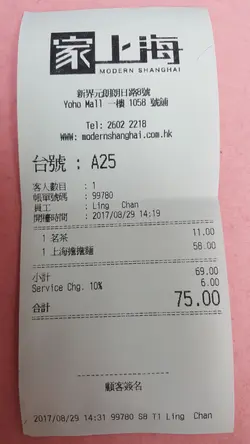 家上海
MODERN SHANGHAI
新界元朗朗日路8號
Yoho Mall 一樓 1058 號舖
Tel: 2602 2218
WWW: modernshanghai.com.hk
台號 : A25
客人數目 : 1
帳單號碼 : 99780
員工 : Ling Chan
開檯時間 : 2017/08/29 14:19
1 茗茶 11.00
1 上海擔擔麵 58.00
小計 69.00
Service Chg. 10% 6.00
合計 75.00
顧客簽名
2017/08/29 14:31 99780 S8 T1 Ling Chan